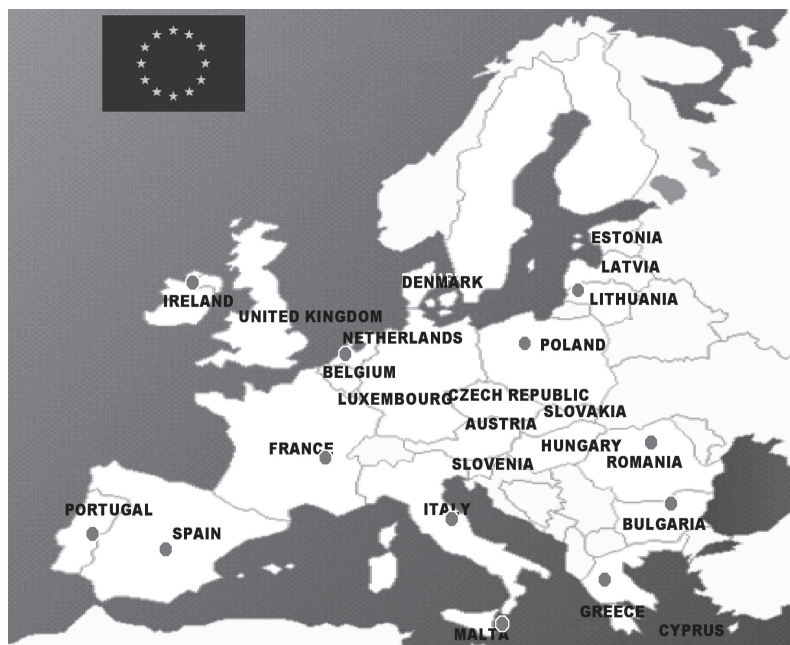 ESTONIA
LATVIA
DENMARK
LITHUANIA
IRELAND
UNITED KINGDOM
NETHERLANDS
POLAND
BELGIUM
CZECH REPUBLIC
LUXEMBOURG
SLOVAKIA
AUSTRIA
HUNGARY
FRANCE
ROMANIA
SLOVENIA
PORTUGAL
ITALY
BULGARIA
SPAIN
GREECE
CYPRUS
MALTA